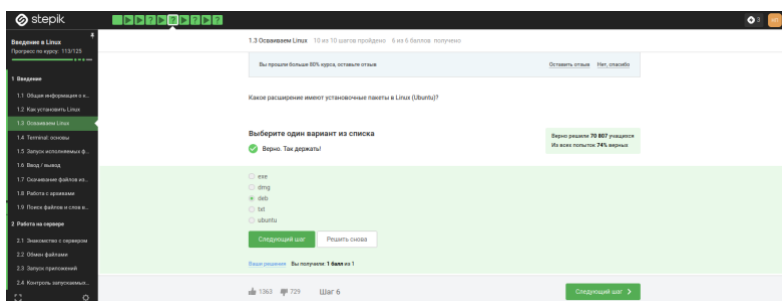 stepik
3
Введение в Linux
Прогресс по курсу: 113/125
1 Введение
1.1 Общая информация о к...
1.2 Как установить Linux
1.3 Осваиваем Linux
1.4 Terminal: основы
1.5 Запуск исполняемых ф...
1.6 Ввод / вывод
1.7 Скачивание файлов из...
1.8 Работа с архивами
1.9 Поиск файлов и слов в...
2 Работа на сервере
2.1 Знакомство с сервером
2.2 Обмен файлами
2.3 Запуск приложений
2.4 Контроль запускаемых...
1.3 Осваиваем Linux 10 из 10 шагов пройдено 6 из 6 баллов получено
Вы прошли больше 80% курса, оставьте отзыв
Оставить отзыв Нет, спасибо
Какое расширение имеют установочные пакеты в Linux (Ubuntu)?
Выберите один вариант из списка
Верно. Так держать!
Верно решили 70 807 учащихся
Из всех попыток 74% верных
exe
dmg
deb
txt
ubuntu
Следующий шаг Решить снова
Ваши решения Вы получили: 1 балл из 1
1363 729 Шаг 6
Следующий шаг